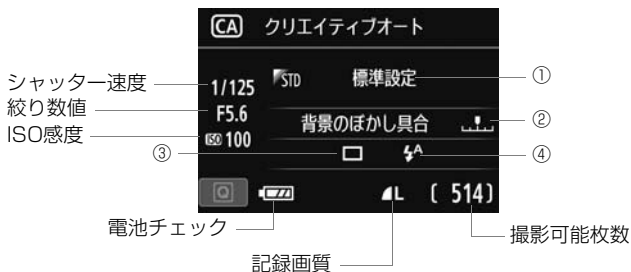 CA クリエイティブオート
シャッター速度
1/125
STD 標準設定
①
絞り数値
F5.6
背景のぼかし具合
②
ISO感度
ISO 100
③
A
④
Q
L
[ 514]
電池チェック
記録画質
撮影可能枚数